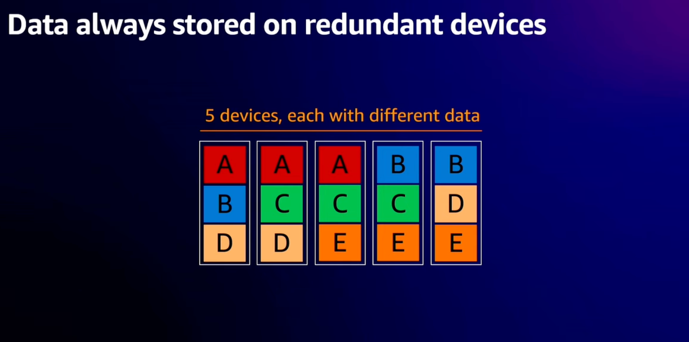 Data always stored on redundant devices
5 devices, each with different data
A A A B B
B C C C D
D D E E E